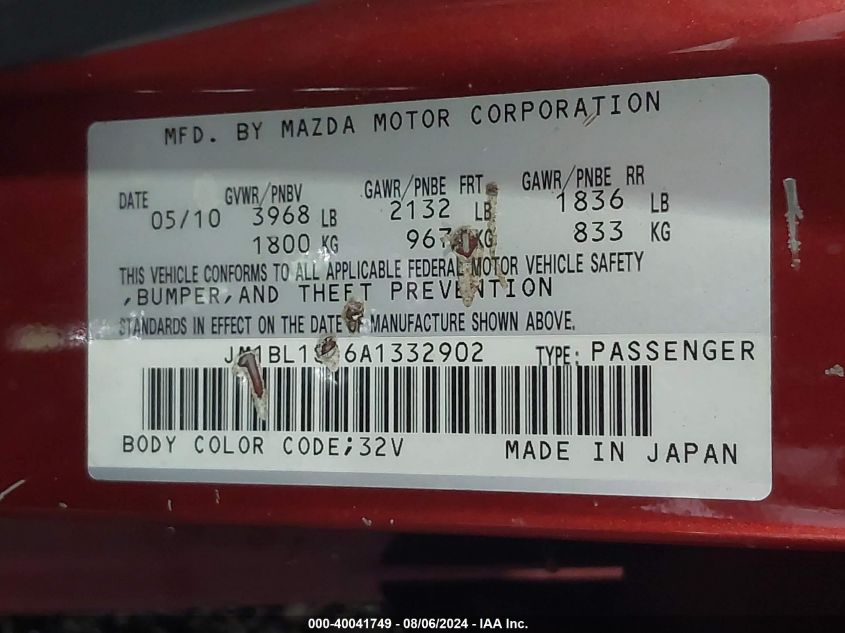 MFD. BY MAZDA MOTOR CORPORATION
DATE GVWR/PNBV GAWR/PNBE FRT GAWR/PNBE RR
05/10 3968 LB 2132 LB 1836 LB
1800 KG 967 KG 833 KG
THIS VEHICLE CONFORMS TO ALL APPLICABLE FEDERAL MOTOR VEHICLE SAFETY
,BUMPER,AND THEFT PREVENTION
STANDARDS IN EFFECT ON THE DATE OF MANUFACTURE SHOWN ABOVE.
TYPE: PASSENGER
BODY COLOR CODE;32V MADE IN JAPAN
000-40041749 - 08/06/2024 - IAA Inc.